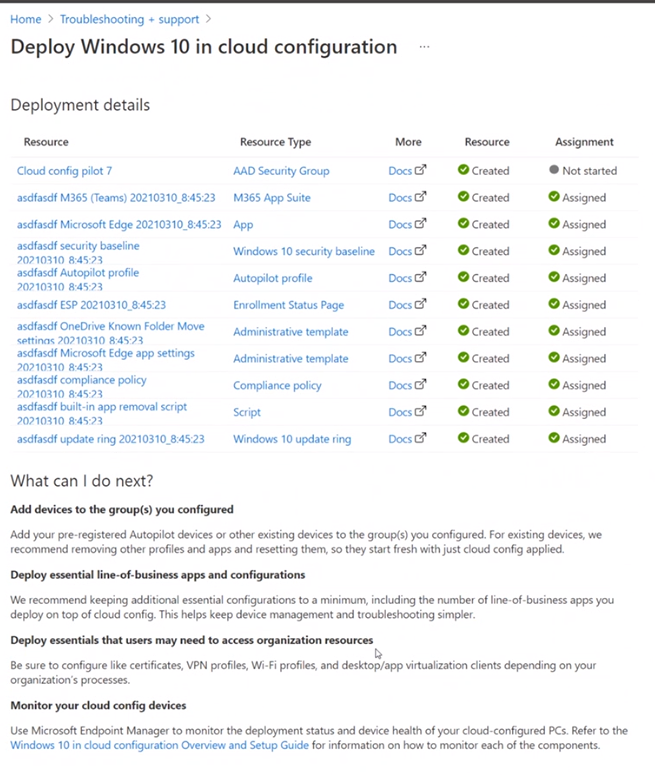 Home > Troubleshooting + support >
Deploy Windows 10 in cloud configuration ...
Deployment details
Resource Resource Type More Resource Assignment
Cloud config pilot 7 AAD Security Group Docs Created Not started
asdfasdf M365 (Teams) 20210310_8:45:23 M365 App Suite Docs Created Assigned
asdfasdf Microsoft Edge 20210310_8:45:23 App Docs Created Assigned
asdfasdf security baseline
20210310_8:45:23 Windows 10 security baseline Docs Created Assigned
asdfasdf Autopilot profile
20210310_8:45:23 Autopilot profile Docs Created Assigned
asdfasdf ESP 20210310_8:45:23 Enrollment Status Page Docs Created Assigned
asdfasdf OneDrive Known Folder Move
settings 20210310_8:45:23 Administrative template Docs Created Assigned
asdfasdf Microsoft Edge app settings
20210310_8:45:23 Administrative template Docs Created Assigned
asdfasdf compliance policy
20210310_8:45:23 Compliance policy Docs Created Assigned
asdfasdf built-in app removal script
20210310_8:45:23 Script Docs Created Assigned
asdfasdf update ring 20210310_8:45:23 Windows 10 update ring Docs Created Assigned
What can I do next?
Add devices to the group(s) you configured
Add your pre-registered Autopilot devices or other existing devices to the group(s) you configured. For existing devices, we
recommend removing other profiles and apps and resetting them, so they start fresh with just cloud config applied.
Deploy essential line-of-business apps and configurations
We recommend keeping additional essential configurations to a minimum, including the number of line-of-business apps you
deploy on top of cloud config. This helps keep device management and troubleshooting simpler.
Deploy essentials that users may need to access organization resources
Be sure to configure like certificates, VPN profiles, Wi-Fi profiles, and desktop/app virtualization clients depending on your
organization's processes.
Monitor your cloud config devices
Use Microsoft Endpoint Manager to monitor the deployment status and device health of your cloud-configured PCs. Refer to the
Windows 10 in cloud configuration Overview and Setup Guide for information on how to monitor each of the components.